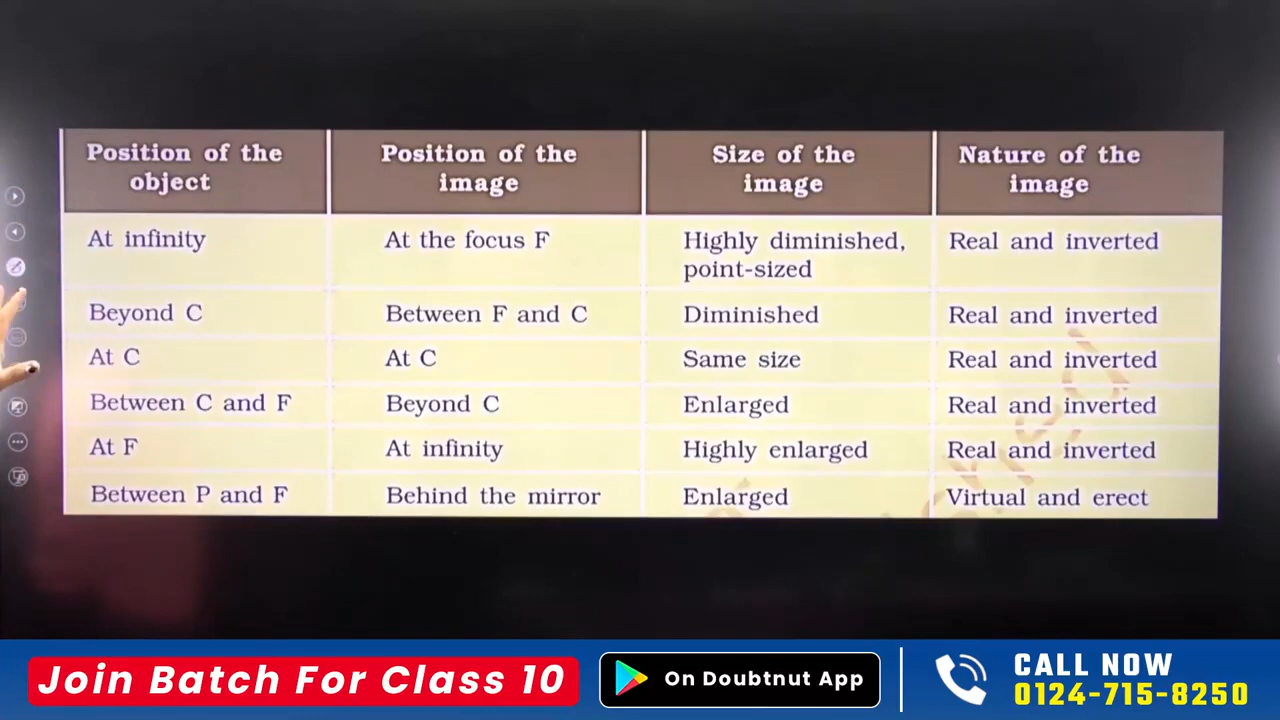 Position of the object
Position of the image
Size of the image
Nature of the image
At infinity
At the focus F
Highly diminished, point-sized
Real and inverted
Beyond C
Between F and C
Diminished
Real and inverted
At C
At C
Same size
Real and inverted
Between C and F
Beyond C
Enlarged
Real and inverted
At F
At infinity
Highly enlarged
Real and inverted
Between P and F
Behind the mirror
Enlarged
Virtual and erect
Join Batch For Class 10
On Doubtnut App
CALL NOW
0124-715-8250